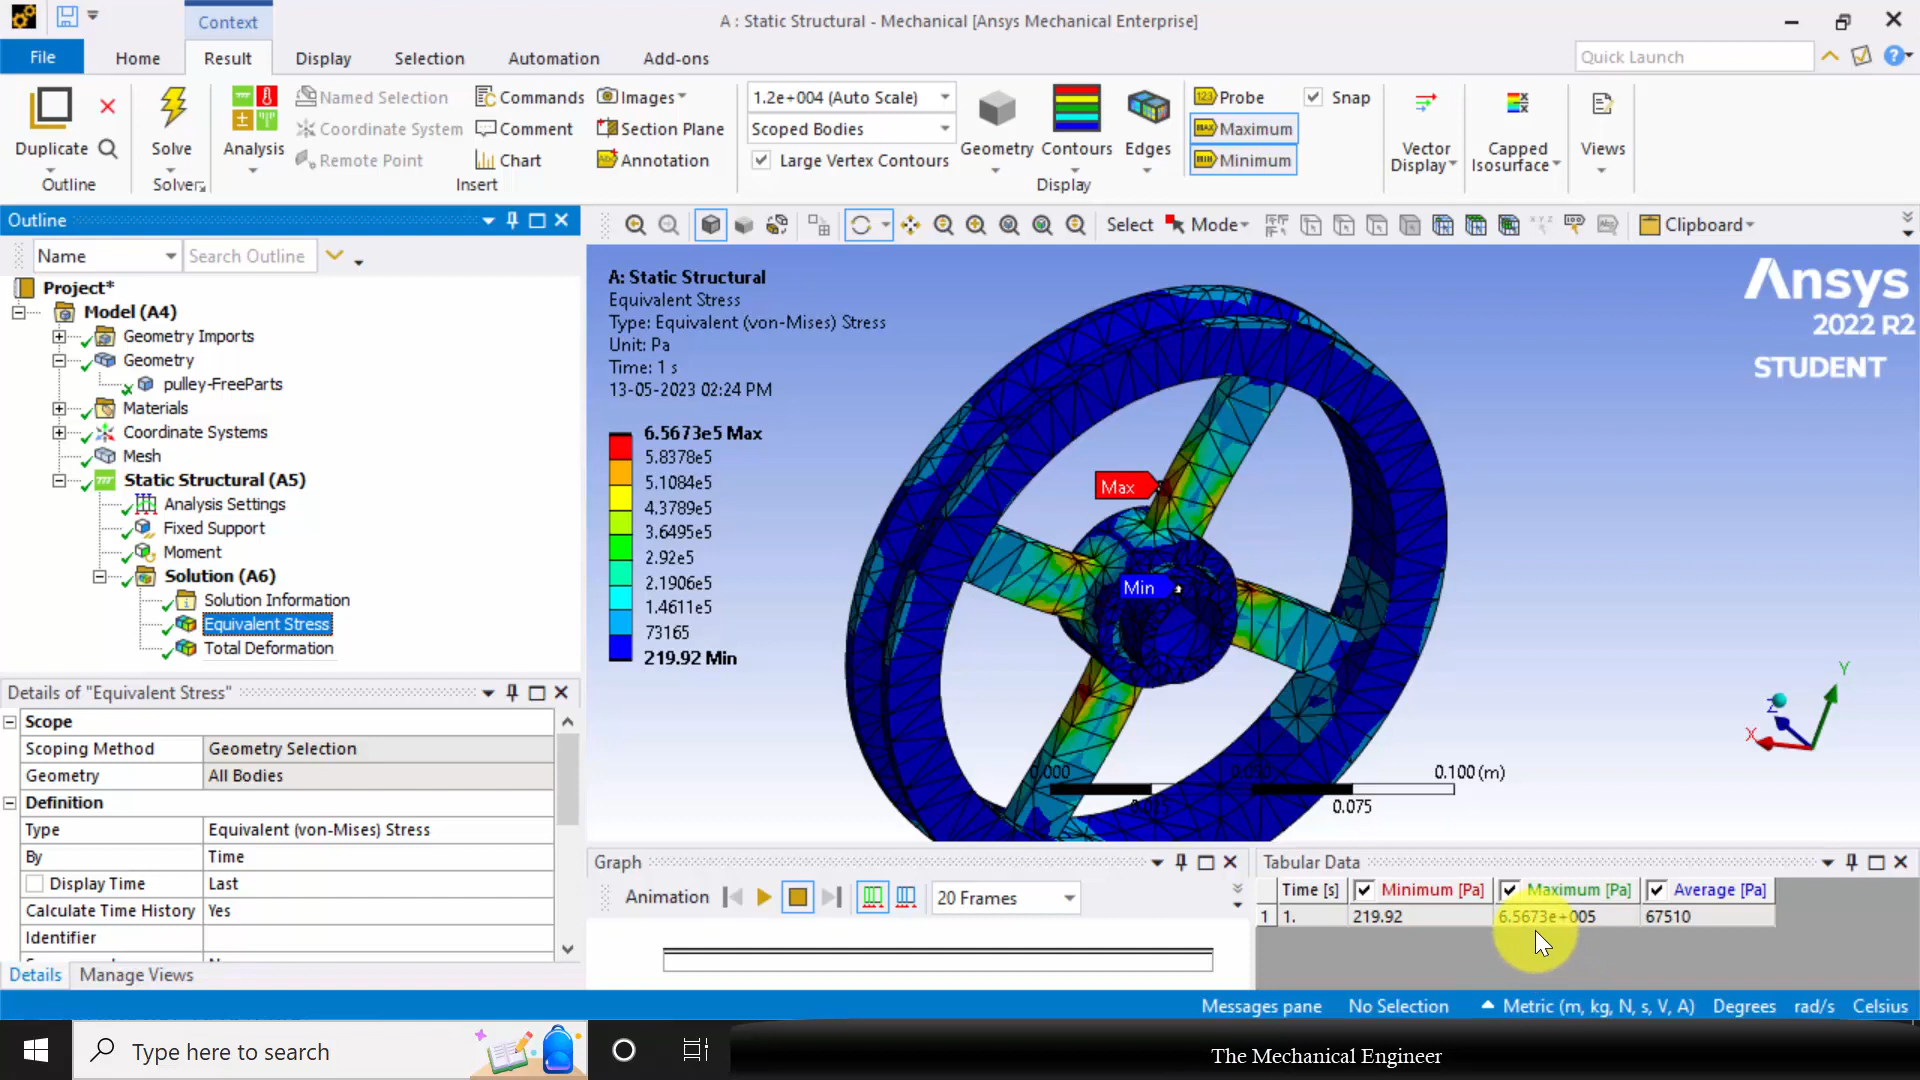 Context
A : Static Structural - Mechanical [Ansys Mechanical Enterprise]
File
Home
Result
Display
Selection
Automation
Add-ons
Quick Launch
Duplicate
Outline
Solve
Solver
Analysis
Named Selection
Coordinate System
Remote Point
Commands
Comment
Chart
Images
Section Plane
Annotation
Insert
1.2e+004 (Auto Scale)
Scoped Bodies
Large Vertex Contours
Geometry
Contours
Edges
Display
Probe
Maximum
Minimum
Snap
Vector
Display
Capped
Isosurface
Views
Outline
Name
Search Outline
Select
Mode
Clipboard
Project*
Model (A4)
Geometry Imports
Geometry
pulley-FreeParts
Materials
Coordinate Systems
Mesh
Static Structural (A5)
Analysis Settings
Fixed Support
Moment
Solution (A6)
Solution Information
Equivalent Stress
Total Deformation
A: Static Structural
Equivalent Stress
Type: Equivalent (von-Mises) Stress
Unit: Pa
Time: 1 s
13-05-2023 02:24 PM
6.5673e5 Max
5.8378e5
5.1084e5
4.3789e5
3.6495e5
2.92e5
2.1906e5
1.4611e5
73165
219.92 Min
Max
Min
Ansys
2022 R2
STUDENT
Y
Z
X
0.000
0.100 (m)
0.075
Details of "Equivalent Stress"
Scope
Scoping Method Geometry Selection
Geometry All Bodies
Definition
Type Equivalent (von-Mises) Stress
By Time
Display Time Last
Calculate Time History Yes
Identifier
Details
Manage Views
Graph
Animation
20 Frames
Tabular Data
Time [s] Minimum [Pa] Maximum [Pa] Average [Pa]
1 1. 219.92 6.5673e+005 67510
Messages pane
No Selection
Metric (m, kg, N, s, V, A)
Degrees
rad/s
Celsius
Type here to search
The Mechanical Engineer